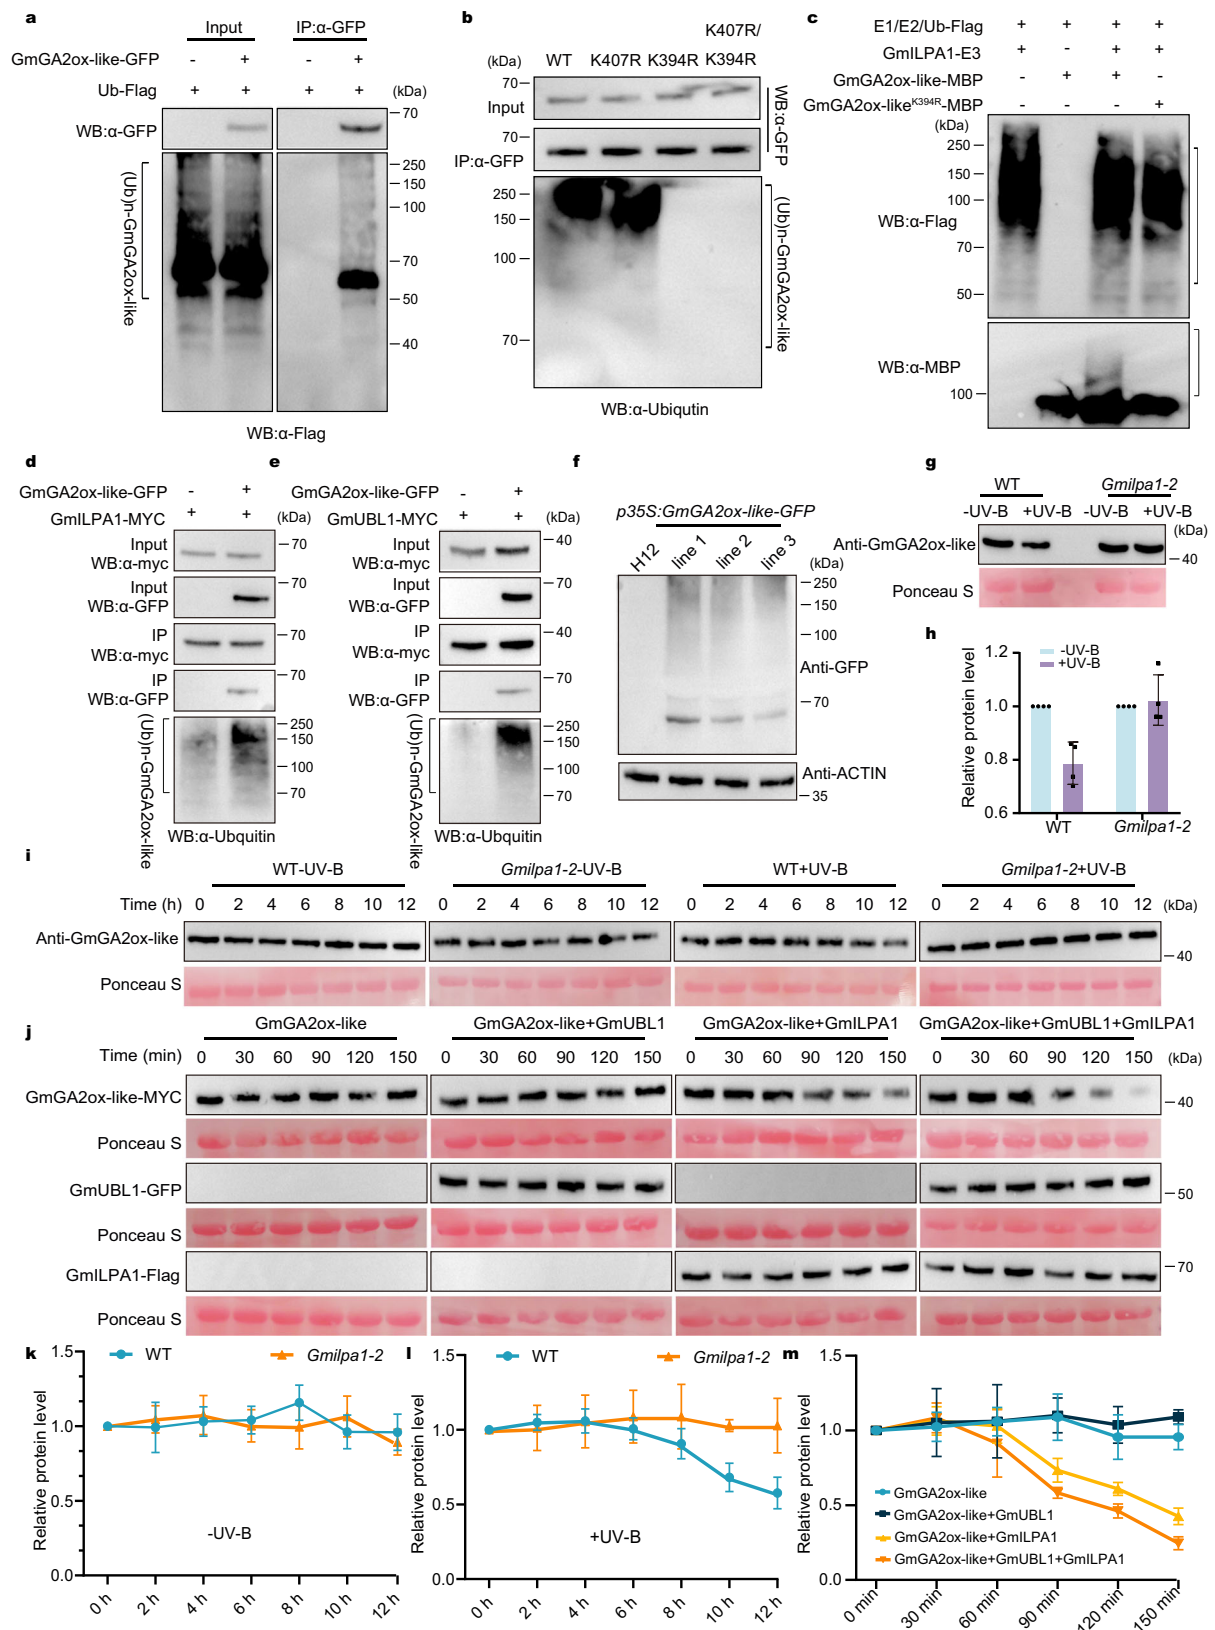 a
Input IP:α-GFP
GmGA2ox-like-GFP - + - +
Ub-Flag + + + + (kDa)
WB:α-GFP 70
(Ub)n-GmGA2ox-like
250
150
100
70
50
40
WB:α-Flag
b
K407R/
(kDa) WT K407R K394R K394R
70
Input
70
IP:α-GFP
WB:α-GFP
250
150
100
70
(Ub)n-GmGA2ox-like
WB:α-Ubiqutin
c
E1/E2/Ub-Flag + + + +
GmILPA1-E3 + - + +
GmGA2ox-like-MBP - + + -
GmGA2ox-likeK394R-MBP - - - +
(kDa)
250
150
100
WB:α-Flag
70
50
WB:α-MBP
100
d
GmGA2ox-like-GFP - +
GmILPA1-MYC + + (kDa)
Input
WB:α-myc
70
Input
WB:α-GFP
70
IP
WB:α-myc
70
IP
WB:α-GFP
70
(Ub)n-GmGA2ox-like
250
150
100
70
WB:α-Ubquitin
e
GmGA2ox-like-GFP - +
GmUBL1-MYC + + (kDa)
Input
WB:α-myc
40
Input
WB:α-GFP
70
IP
WB:α-myc
40
IP
WB:α-GFP
70
(Ub)n-GmGA2ox-like
250
150
100
70
WB:α-Ubquitin
f
p35S:GmGA2ox-like-GFP
H12 line 1 line 2 line 3 (kDa)
250
150
100
Anti-GFP
70
Anti-ACTIN
35
g
WT Gmilpa1-2
-UV-B +UV-B -UV-B +UV-B
(kDa)
Anti-GmGA2ox-like
40
Ponceau S
h
Relative protein level
1.2
1.0
0.8
0.6
-UV-B
+UV-B
WT Gmilpa1-2
i
WT-UV-B Gmilpa1-2-UV-B WT+UV-B Gmilpa1-2+UV-B
Time (h) 0 2 4 6 8 10 12 0 2 4 6 8 10 12 0 2 4 6 8 10 12 0 2 4 6 8 10 12 (kDa)
Anti-GmGA2ox-like 40
Ponceau S
j
GmGA2ox-like GmGA2ox-like+GmUBL1 GmGA2ox-like+GmILPA1 GmGA2ox-like+GmUBL1+GmILPA1
Time (min) 0 30 60 90 120 150 0 30 60 90 120 150 0 30 60 90 120 150 0 30 60 90 120 150 (kDa)
GmGA2ox-like-MYC 40
Ponceau S
GmUBL1-GFP 50
Ponceau S
GmILPA1-Flag 70
Ponceau S
k
Relative protein level
1.5
1.0
0.5
0.0
WT Gmilpa1-2
-UV-B
0 h 2 h 4 h 6 h 8 h 10 h 12 h
l
Relative protein level
1.5
1.0
0.5
0.0
WT Gmilpa1-2
+UV-B
0 h 2 h 4 h 6 h 8 h 10 h 12 h
m
Relative protein level
1.5
1.0
0.5
0.0
GmGA2ox-like
GmGA2ox-like+GmUBL1
GmGA2ox-like+GmILPA1
GmGA2ox-like+GmUBL1+GmILPA1
0 min 30 min 60 min 90 min 120 min 150 min